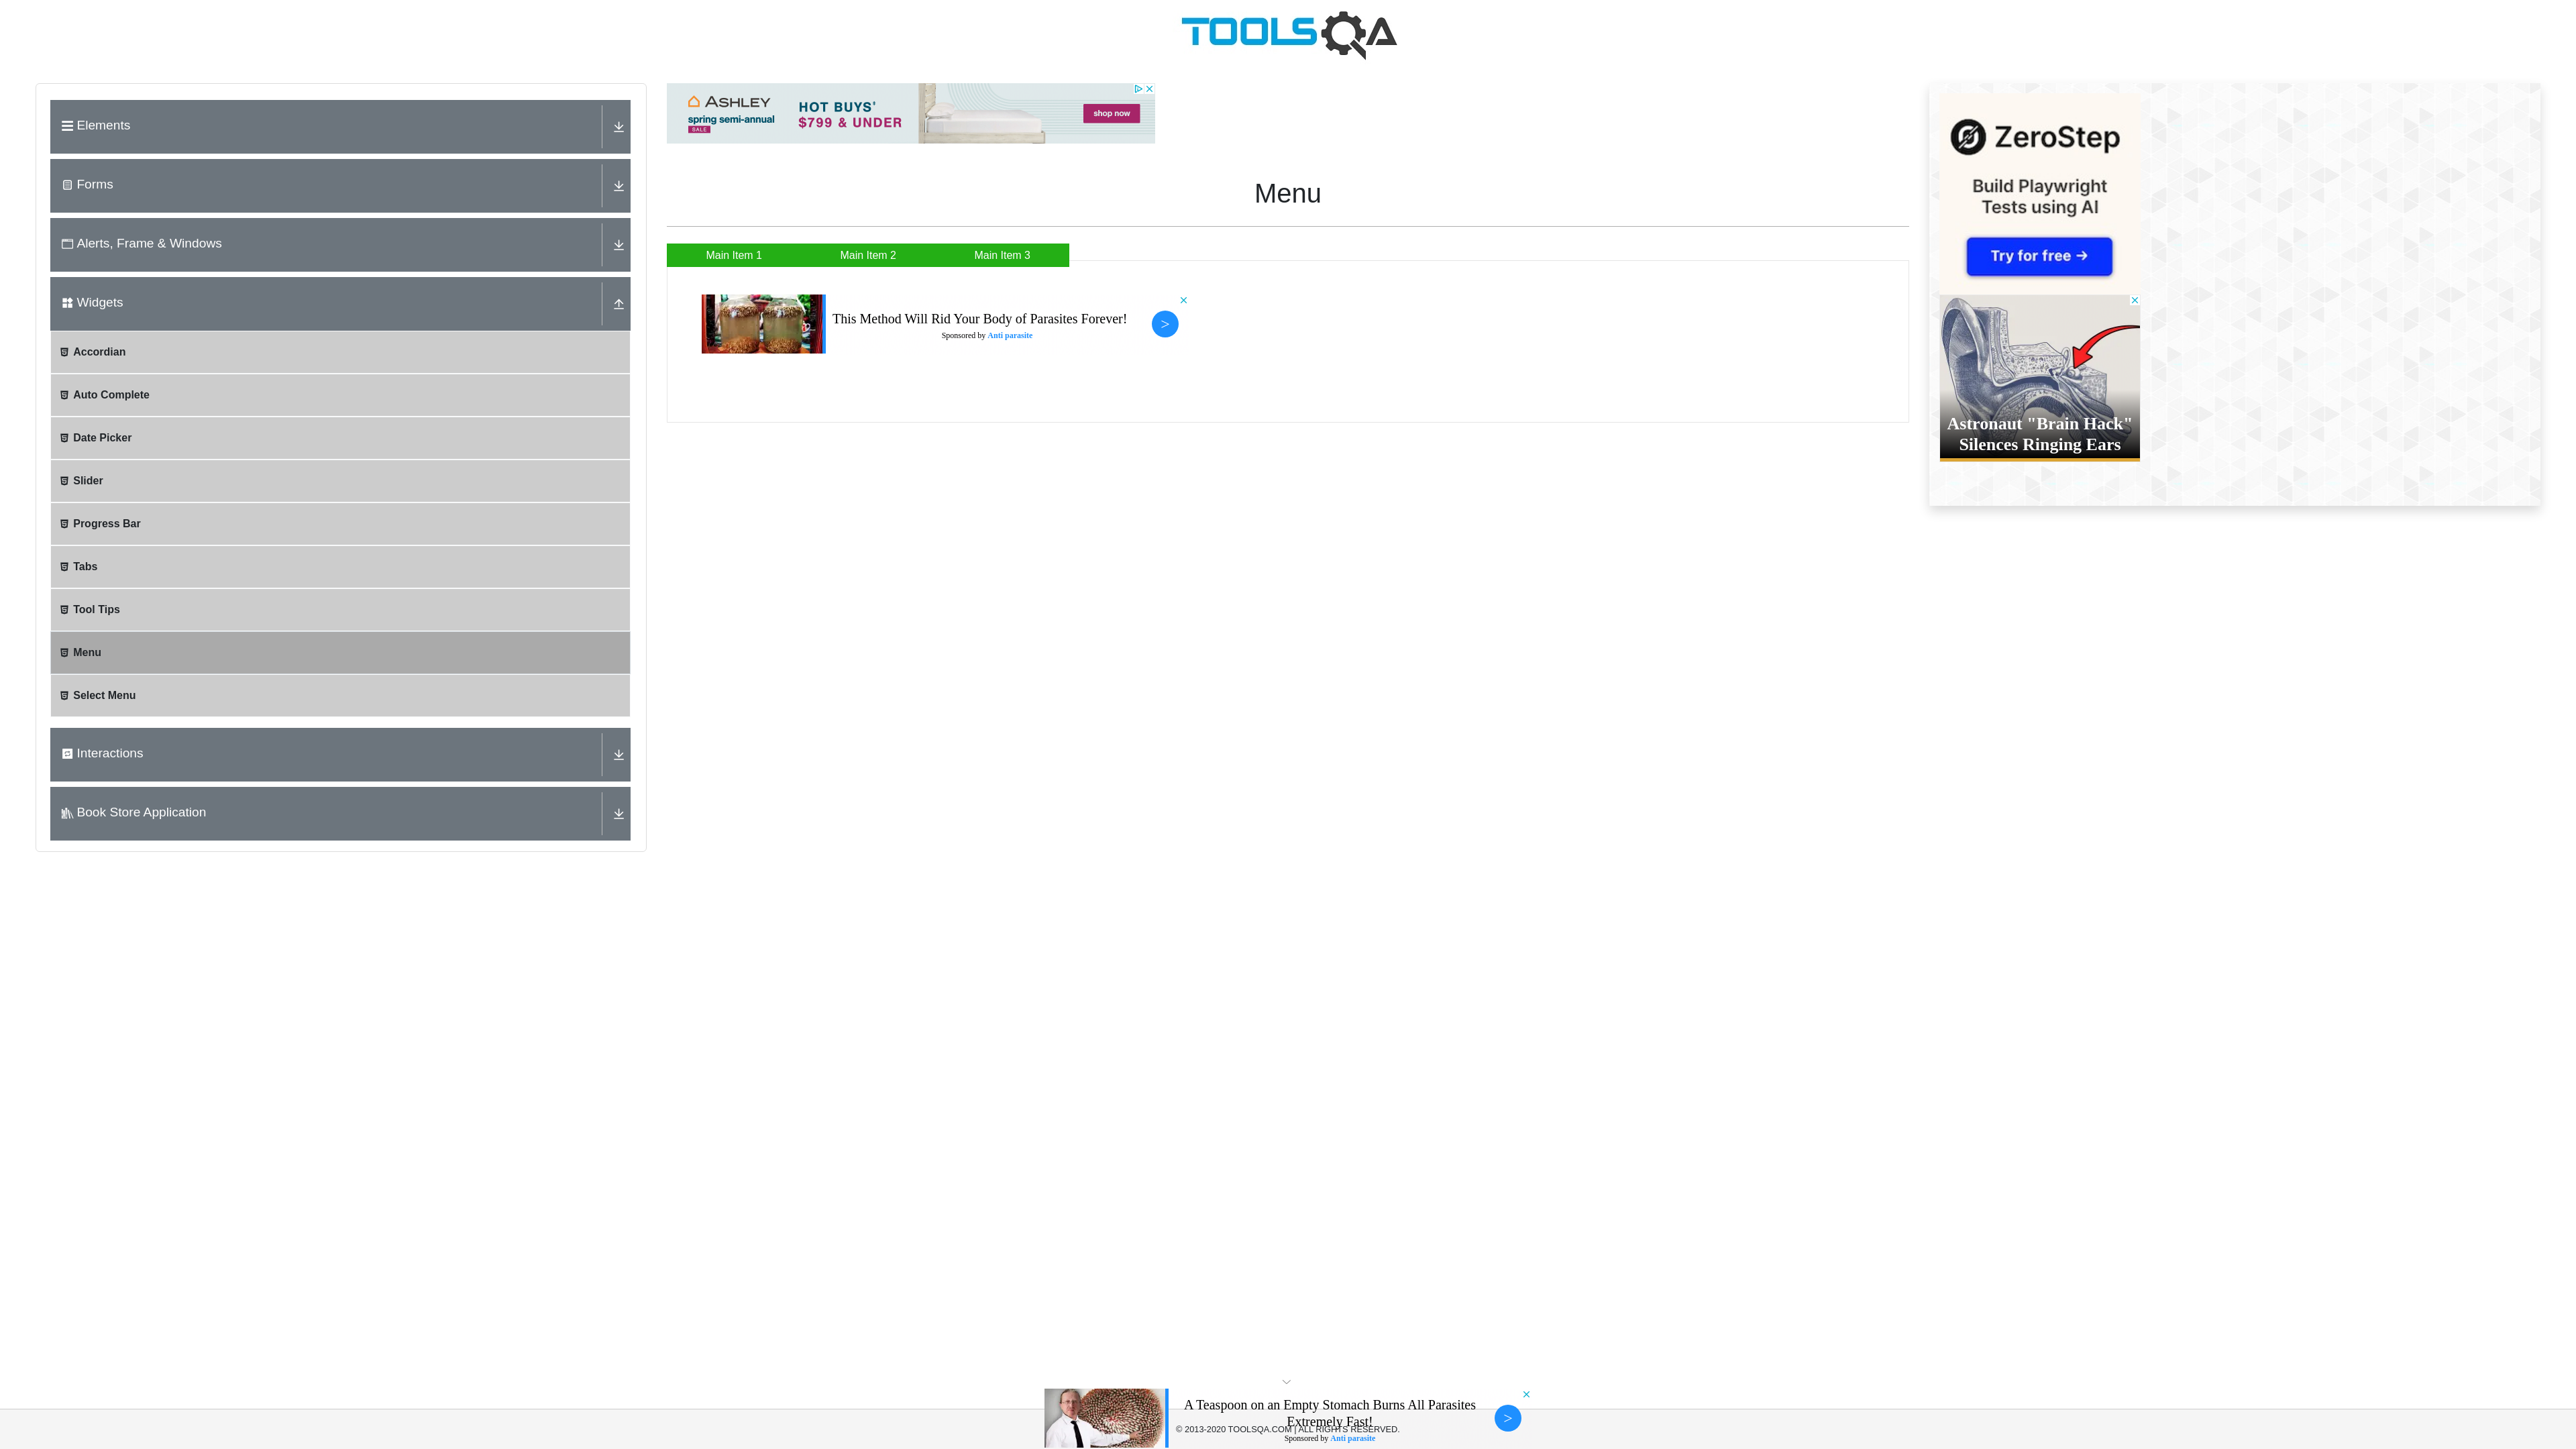 TOOLSQA
Elements
Forms
Alerts, Frame & Windows
Widgets
Accordian
Auto Complete
Date Picker
Slider
Progress Bar
Tabs
Tool Tips
Menu
Select Menu
Interactions
Book Store Application
ASHLEY
spring semi-annual
SALE
HOT BUYS*
$799 & UNDER
shop now
Menu
Main Item 1
Main Item 2
Main Item 3
This Method Will Rid Your Body of Parasites Forever!
Sponsored by Anti parasite
>
ZeroStep
Build Playwright
Tests using AI
Try for free →
Astronaut "Brain Hack"
Silences Ringing Ears
A Teaspoon on an Empty Stomach Burns All Parasites
Extremely Fast!
© 2013-2020 TOOLSQA.COM | ALL RIGHTS RESERVED.
Sponsored by Anti parasite
>